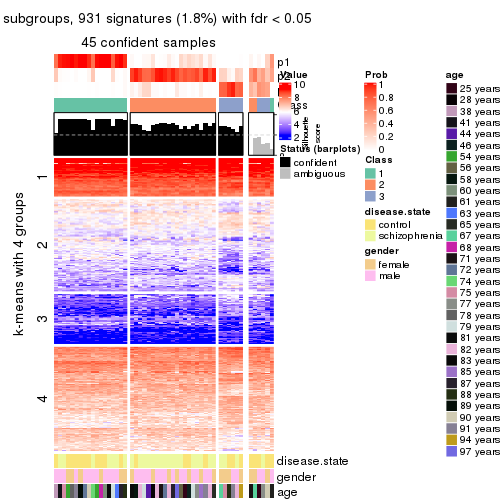 subgroups, 931 signatures (1.8%) with fdr < 0.05
45 confident samples
p1
p2
Value
10
8
6
4
2
Silhouette
score
Status (barplots)
confident
ambiguous
Prob
1
0.8
0.6
0.4
0.2
0
Class
1
2
3
disease.state
control
schizophrenia
gender
female
male
age
25 years
28 years
38 years
41 years
44 years
46 years
54 years
56 years
58 years
60 years
61 years
63 years
65 years
67 years
68 years
71 years
72 years
74 years
75 years
77 years
78 years
79 years
81 years
82 years
83 years
85 years
87 years
88 years
89 years
90 years
91 years
94 years
97 years
k-means with 4 groups
1
2
3
4
disease.state
gender
age